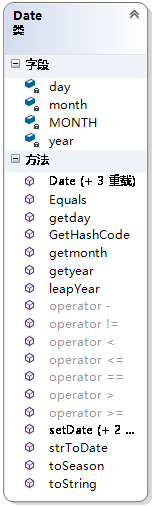 Date
类
字段
day
month
MONTH
year
方法
Date (+ 3 重载)
Equals
getday
GetHashCode
getmonth
getyear
leapYear
operator -
operator !=
operator <
operator <=
operator ==
operator >
operator >=
setDate (+ 2 ...
strToDate
toSeason
toString